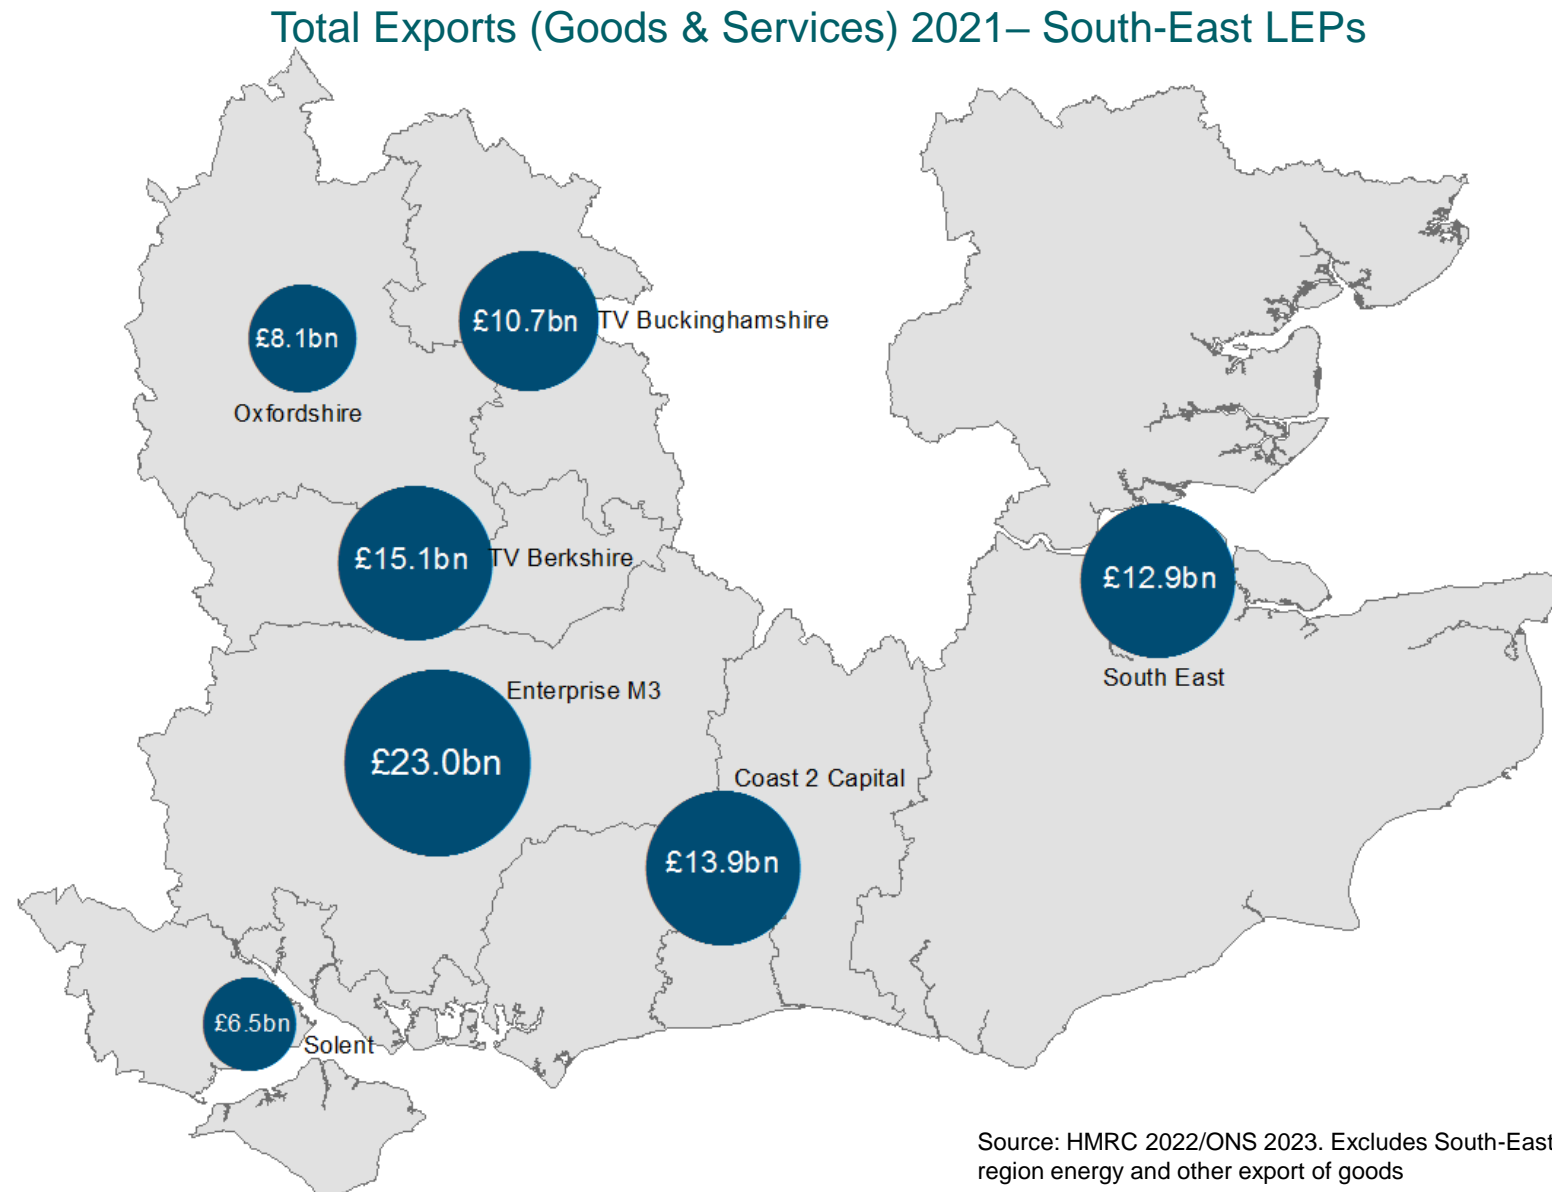 Total Exports (Goods & Services) 2021– South-East LEPs
£10.7bn
TV Buckinghamshire
£8.1bn
Oxfordshire
£15.1bn
TV Berkshire
£12.9bn
South East
Enterprise M3
£23.0bn
Coast 2 Capital
£13.9bn
£6.5bn
Solent
Source: HMRC 2022/ONS 2023. Excludes South-East
region energy and other export of goods